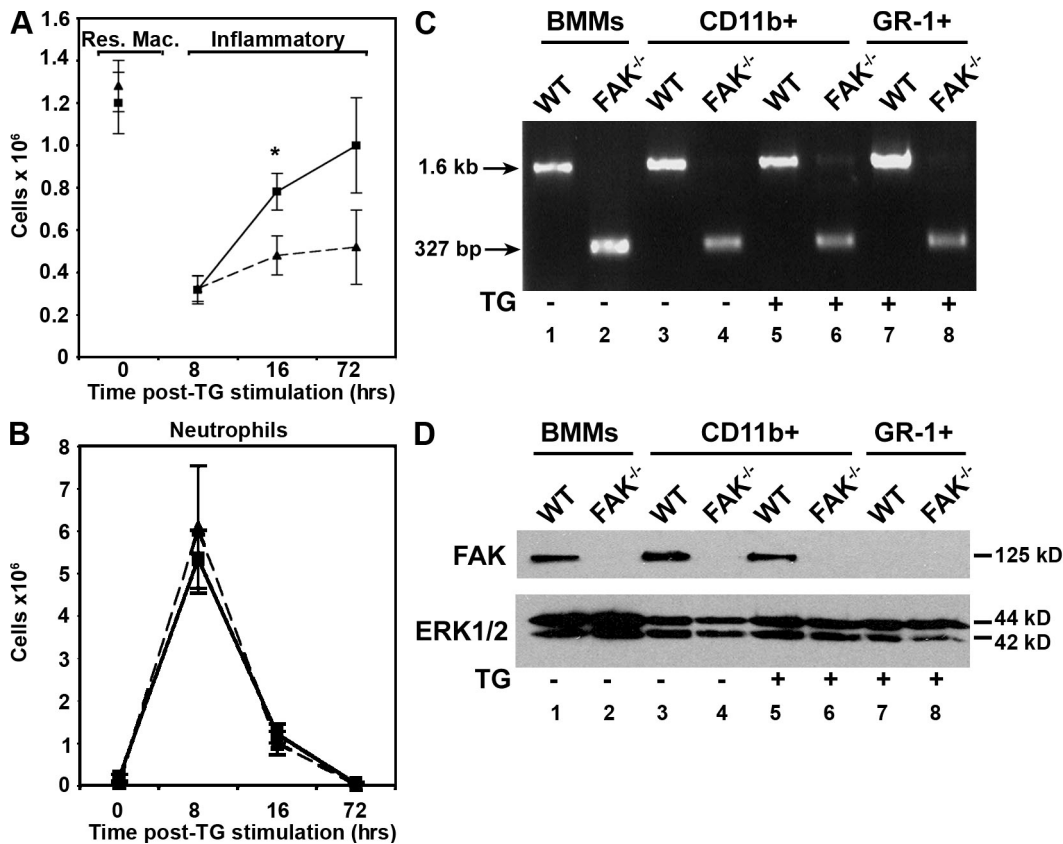 A
Res. Mac.
Inflammatory
1.4
1.2
1.0
0.8
0.6
0.4
0.2
0
Cells x 10⁶
*
0 8 16 72
Time post-TG stimulation (hrs)
B
Neutrophils
8
7
6
5
4
3
2
1
0
Cells x10⁶
0 8 16 72
Time post-TG stimulation (hrs)
C
BMMs CD11b+ GR-1+
WT FAK-/- WT FAK-/- WT FAK-/- WT FAK-/-
1.6 kb
327 bp
TG - - - - + + + +
1 2 3 4 5 6 7 8
D
BMMs CD11b+ GR-1+
WT FAK-/- WT FAK-/- WT FAK-/- WT FAK-/-
FAK 125 kD
ERK1/2 44 kD
42 kD
TG - - - - + + + +
1 2 3 4 5 6 7 8